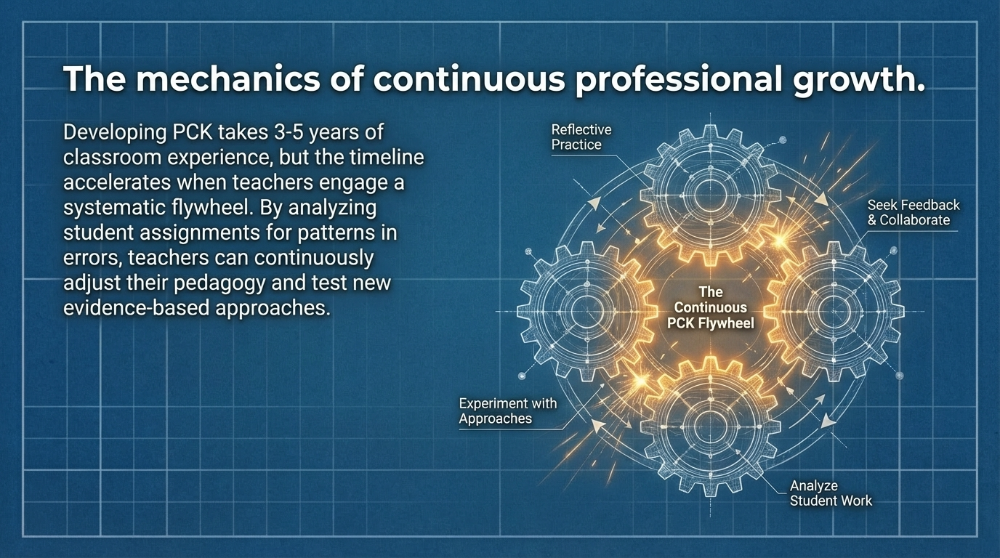 The mechanics of continuous professional growth.
Developing PCK takes 3-5 years of
classroom experience, but the timeline
accelerates when teachers engage a
systematic flywheel. By analyzing
student assignments for patterns in
errors, teachers can continuously
adjust their pedagogy and test new
evidence-based approaches.
Reflective
Practice
Seek Feedback
& Collaborate
The
Continuous
PCK Flywheel
Experiment with
Approaches
Analyze
Student Work